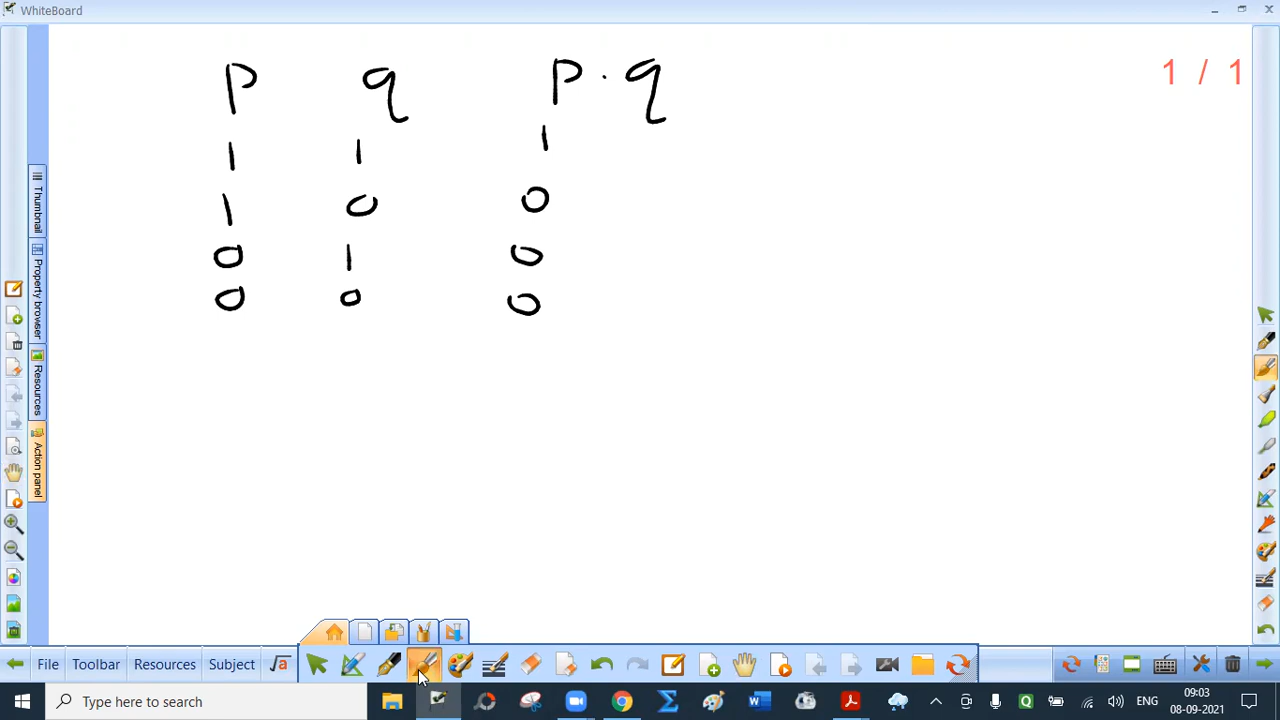 WhiteBoard
p q p · q
1 / 1
1 1 1
1 0 0
0 1 0
0 0 0
Thumbnail
Property browser
Resources
Action panel
File Toolbar Resources Subject √a
Type here to search
ENG
09:03
08-09-2021